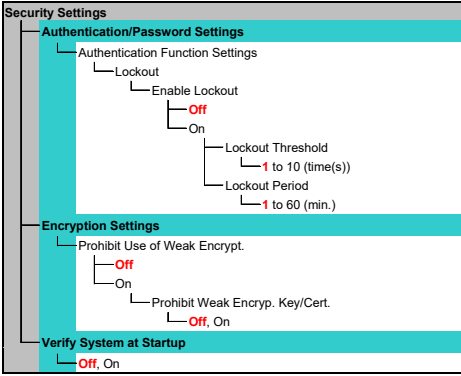 Security Settings
Authentication/Password Settings
Authentication Function Settings
Lockout
Enable Lockout
Off
On
Lockout Threshold
1 to 10 (time(s))
Lockout Period
1 to 60 (min.)
Encryption Settings
Prohibit Use of Weak Encrypt.
Off
On
Prohibit Weak Encryp. Key/Cert.
Off, On
Verify System at Startup
Off, On